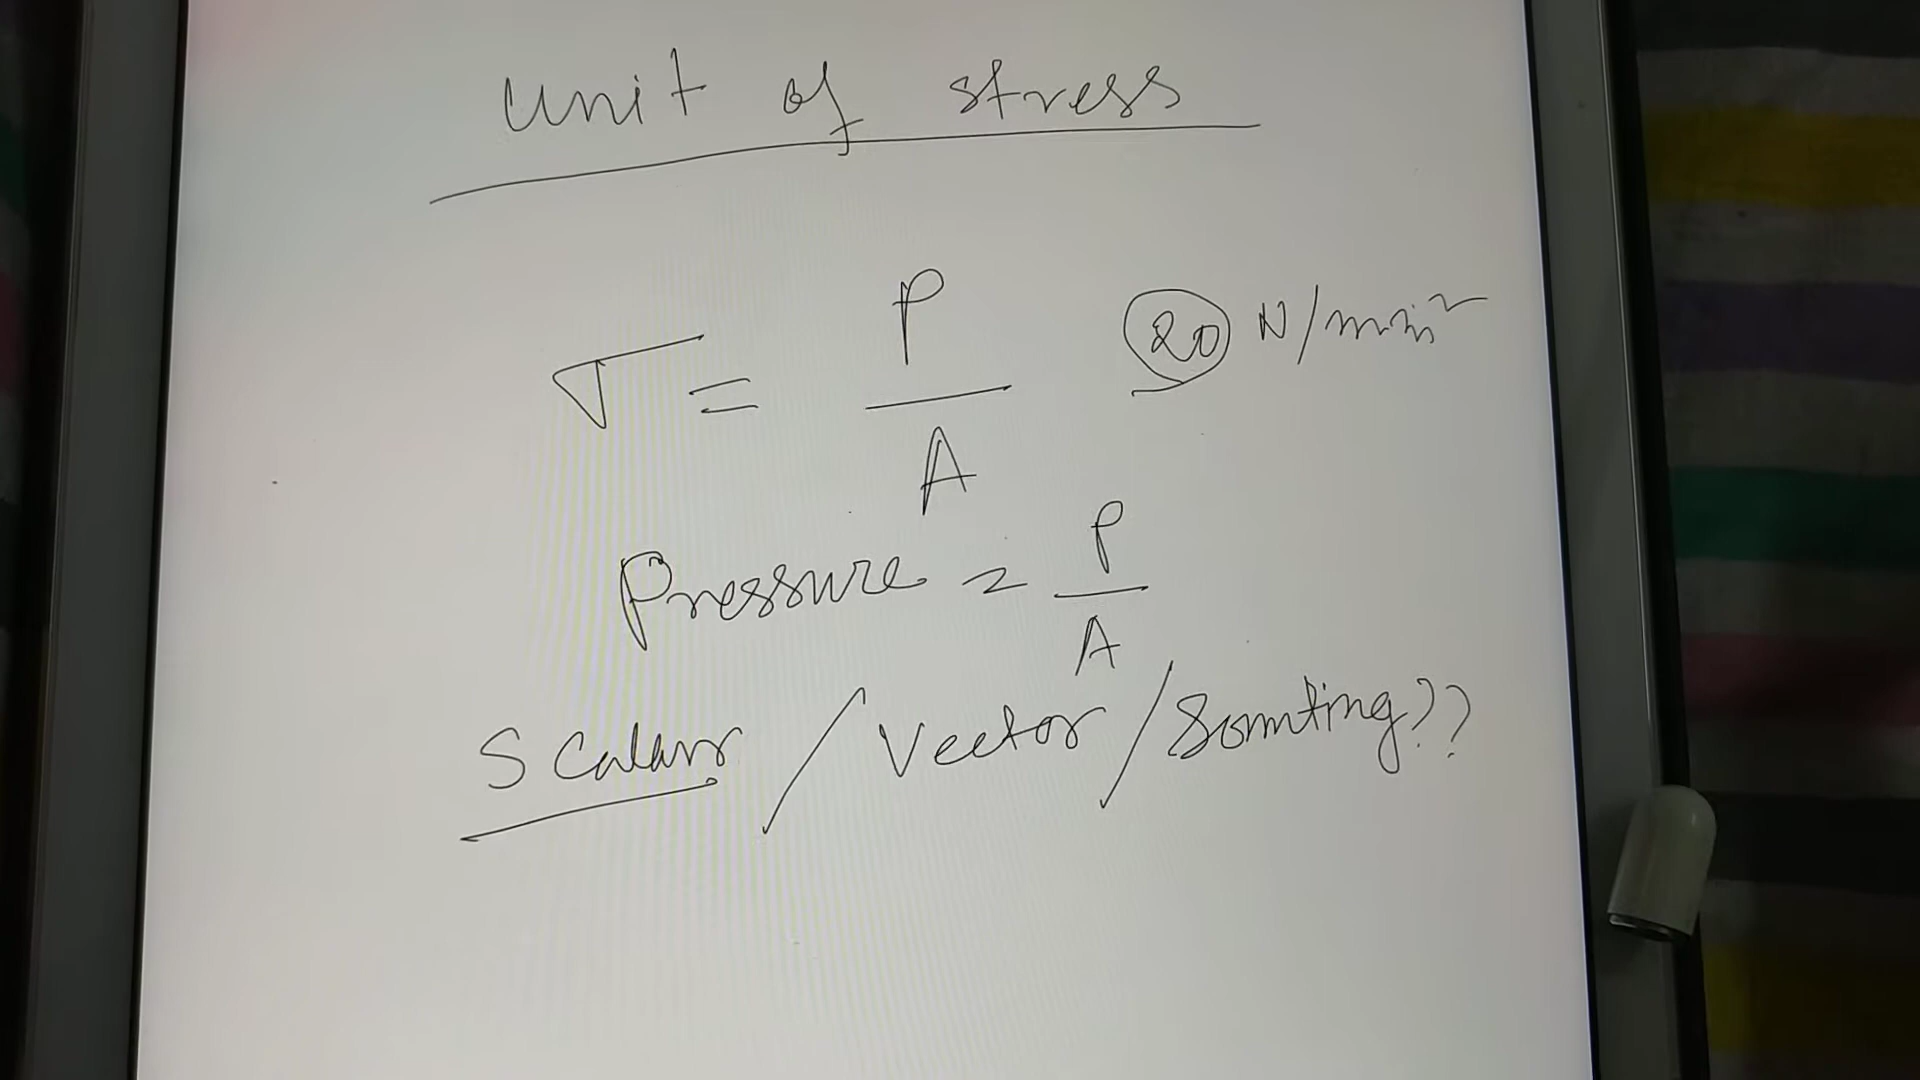 unit of stress
σ = P/A 20 N/mm²
Pressure = P/A
Scalar / Vector / Somting??